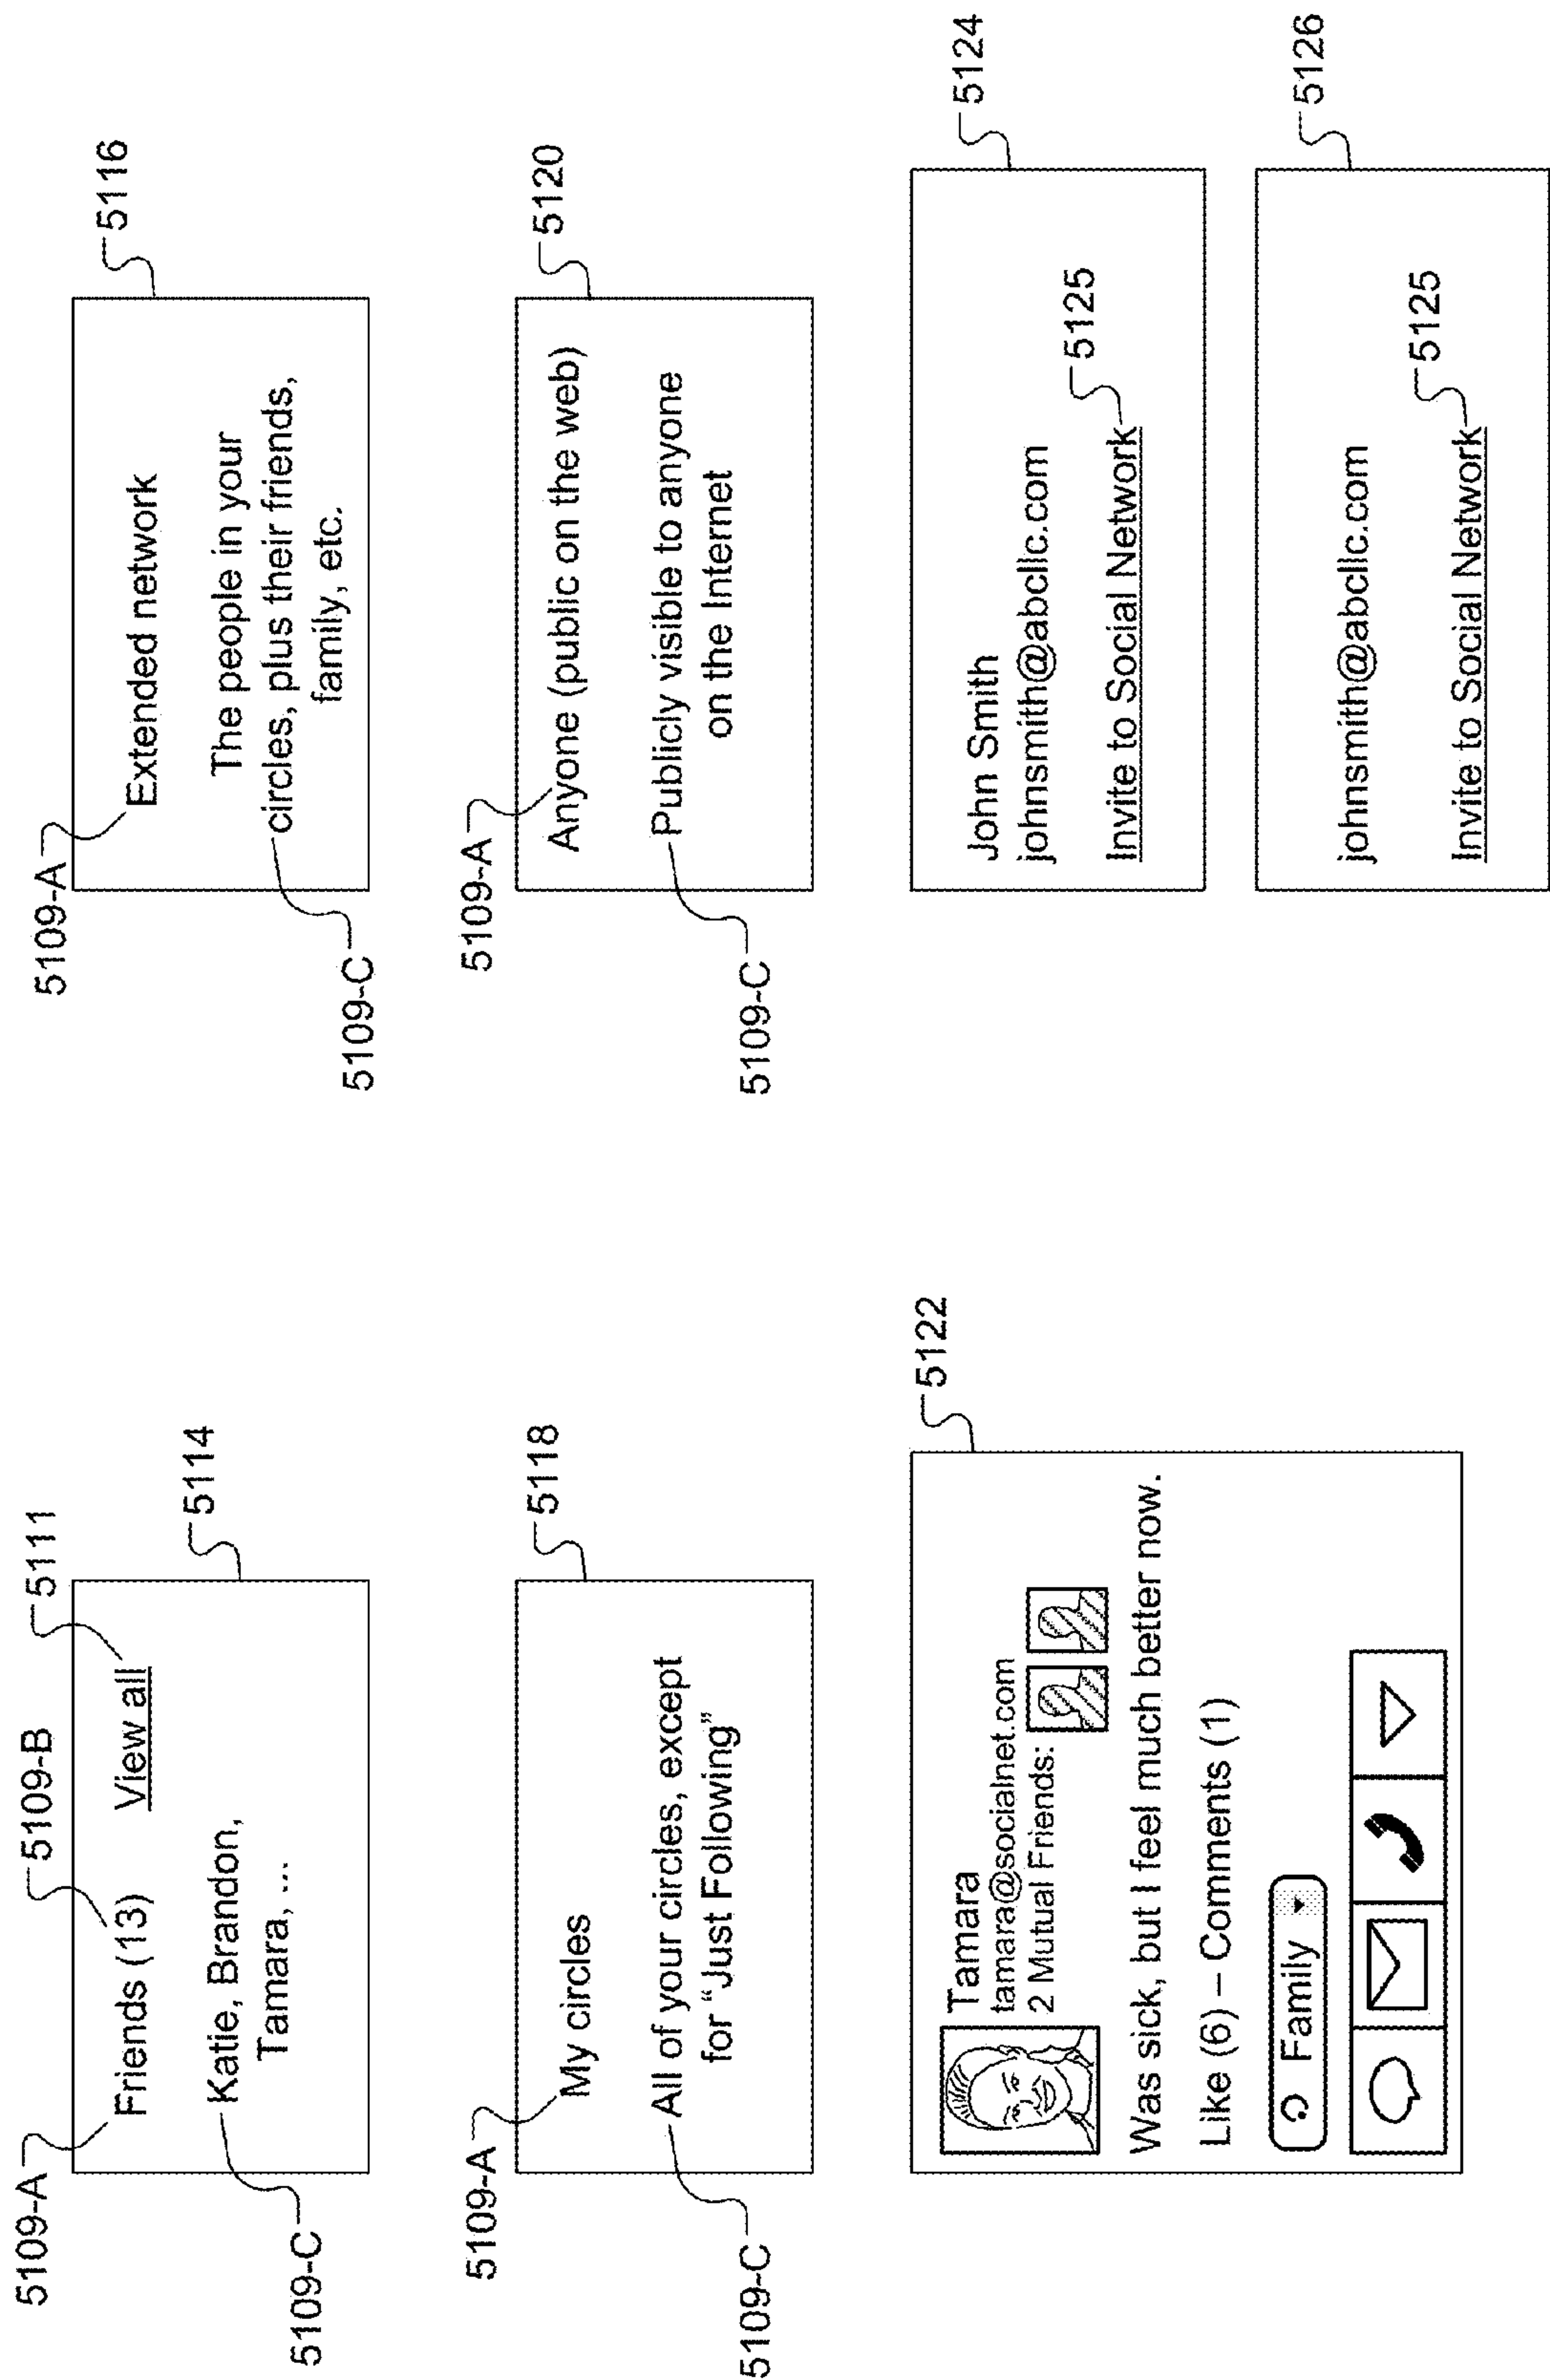 5109-A
5109-B
5111
Friends (13)
View all
5114
Katie, Brandon,
Tamara, ...
5109-C
5109-A
Extended network
5116
The people in your
circles, plus their friends,
family, etc.
5109-C
5109-A
My circles
5118
All of your circles, except
for “Just Following”
5109-C
5109-A
Anyone (public on the web)
5120
Publicly visible to anyone
on the Internet
5109-C
5122
Tamara
tamara@socialnet.com
2 Mutual Friends:
Was sick, but I feel much better now.
Like (6) – Comments (1)
Family
5124
John Smith
johnsmith@abcllc.com
5125
Invite to Social Network
5126
johnsmith@abcllc.com
5125
Invite to Social Network